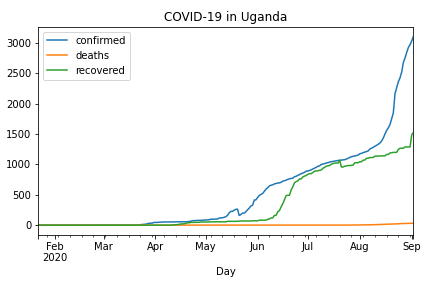 COVID-19 in Uganda
confirmed
deaths
recovered
3000
2500
2000
1500
1000
500
0
Feb Mar Apr May Jun Jul Aug Sep
2020
Day